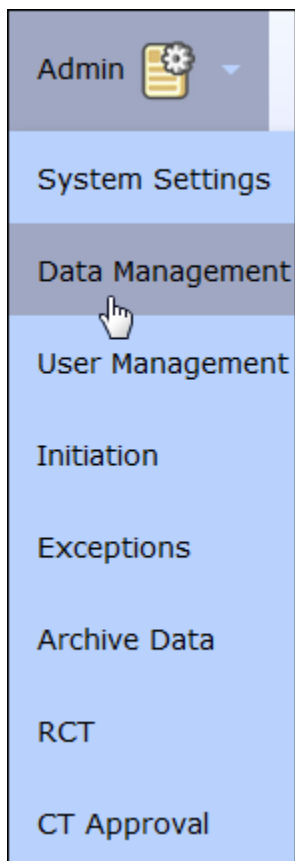 Admin
System Settings
Data Management
User Management
Initiation
Exceptions
Archive Data
RCT
CT Approval